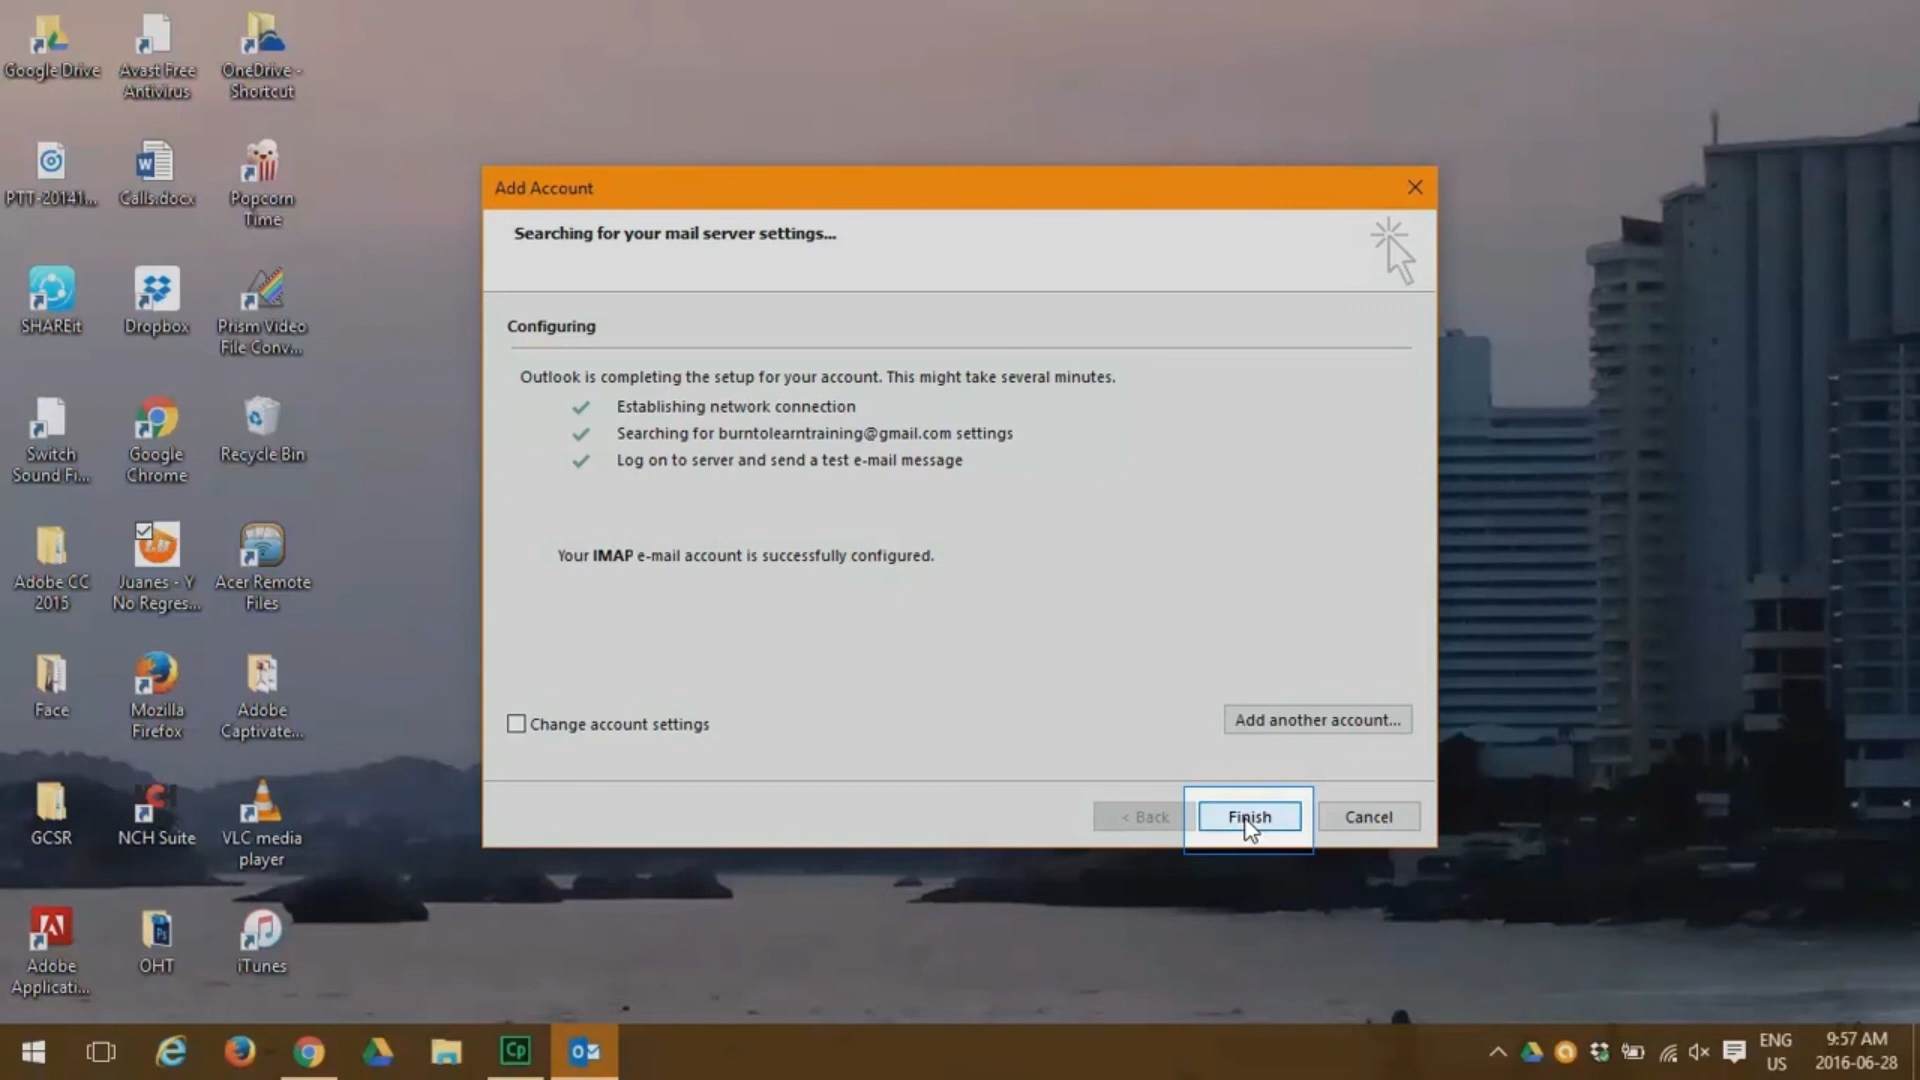 Google Drive
Avast Free
Antivirus
OneDrive -
Shortcut
PTT-20141...
Calls.docx
Popcorn
Time
SHAREit
Dropbox
Prism Video
File Conv...
Switch
Sound Fi...
Google
Chrome
Recycle Bin
Adobe CC
2015
Juanes - Y
No Regres...
Acer Remote
Files
Face
Mozilla
Firefox
Adobe
Captivate...
GCSR
NCH Suite
VLC media
player
Adobe
Applicati...
OHT
iTunes
Add Account
Searching for your mail server settings...
Configuring
Outlook is completing the setup for your account. This might take several minutes.
Establishing network connection
Searching for burntolearntraining@gmail.com settings
Log on to server and send a test e-mail message
Your IMAP e-mail account is successfully configured.
Change account settings
Add another account...
< Back
Finish
Cancel
Cp
ENG
US
9:57 AM
2016-06-28